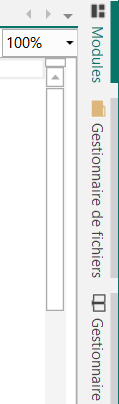 100%
Modules
Gestionnaire de fichiers
Gestionnaire